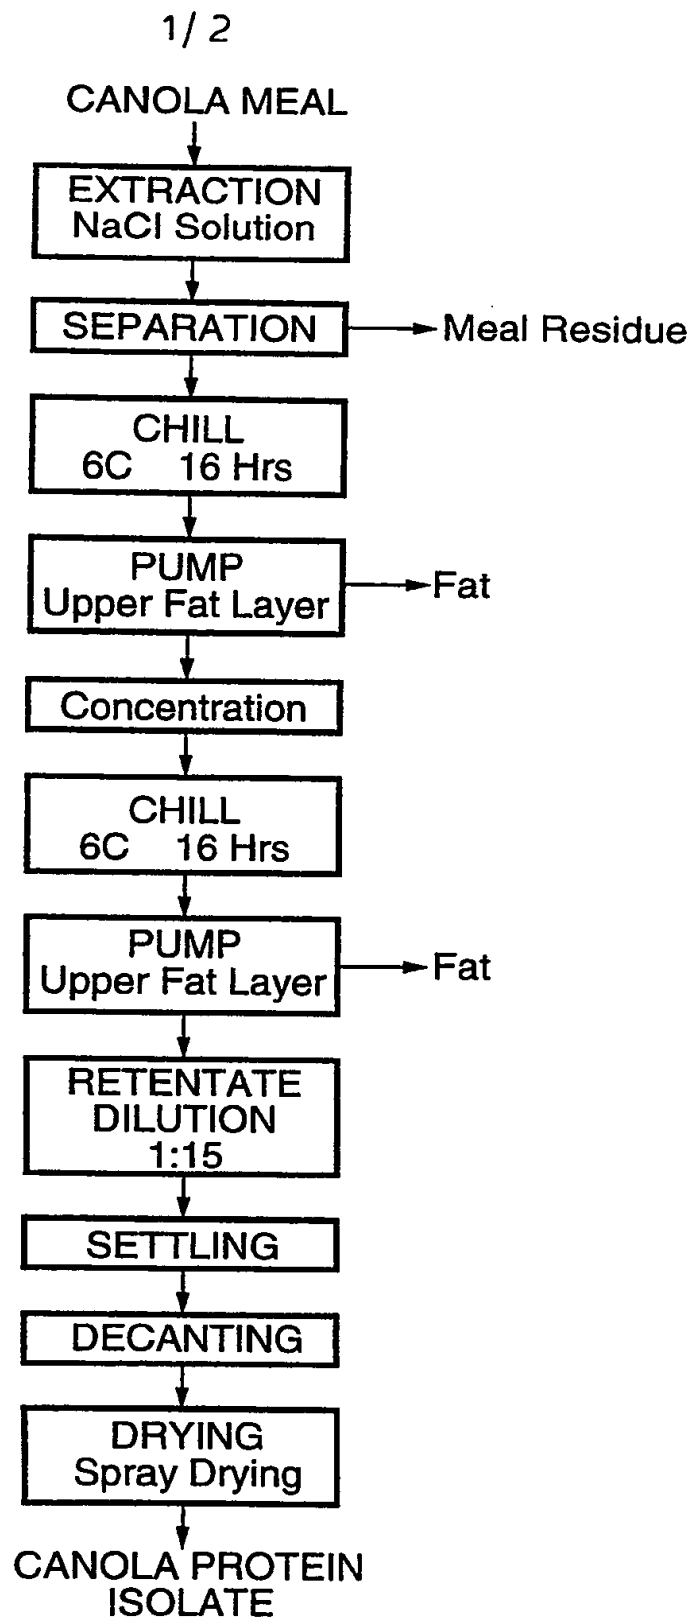 1/2
CANOLA MEAL
EXTRACTION
NaCl Solution
SEPARATION
Meal Residue
CHILL
6C 16 Hrs
PUMP
Upper Fat Layer
Fat
Concentration
CHILL
6C 16 Hrs
PUMP
Upper Fat Layer
Fat
RETENTATE
DILUTION
1:15
SETTLING
DECANTING
DRYING
Spray Drying
CANOLA PROTEIN
ISOLATE